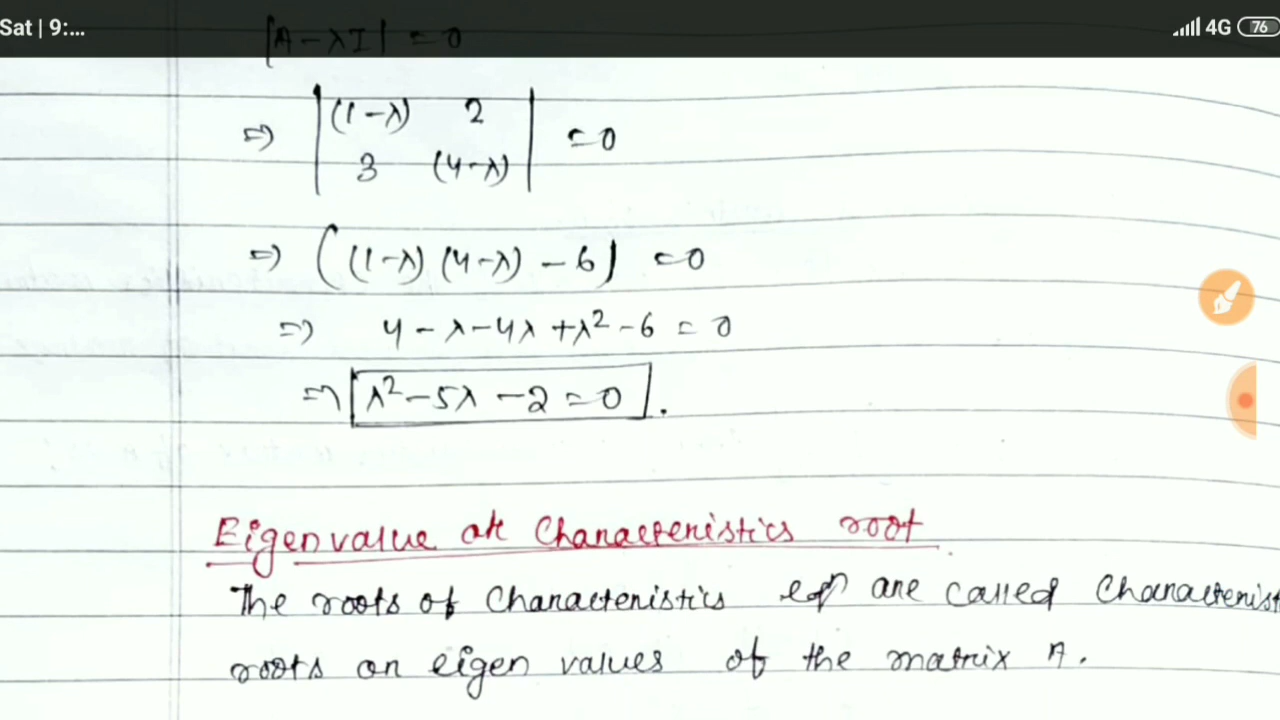 Sat | 9:...
4G 76
|A - λI| = 0
⇒ | (1-λ) 2 |
| 3 (4-λ) | = 0
⇒ ( (1-λ) (4-λ) - 6 ) = 0
⇒ 4 - λ - 4λ + λ² - 6 = 0
⇒ λ² - 5λ - 2 = 0 .
Eigenvalue or Characteristics root
The roots of Characteristics eqn are called Characterist
roots or eigen values of the matrix A.